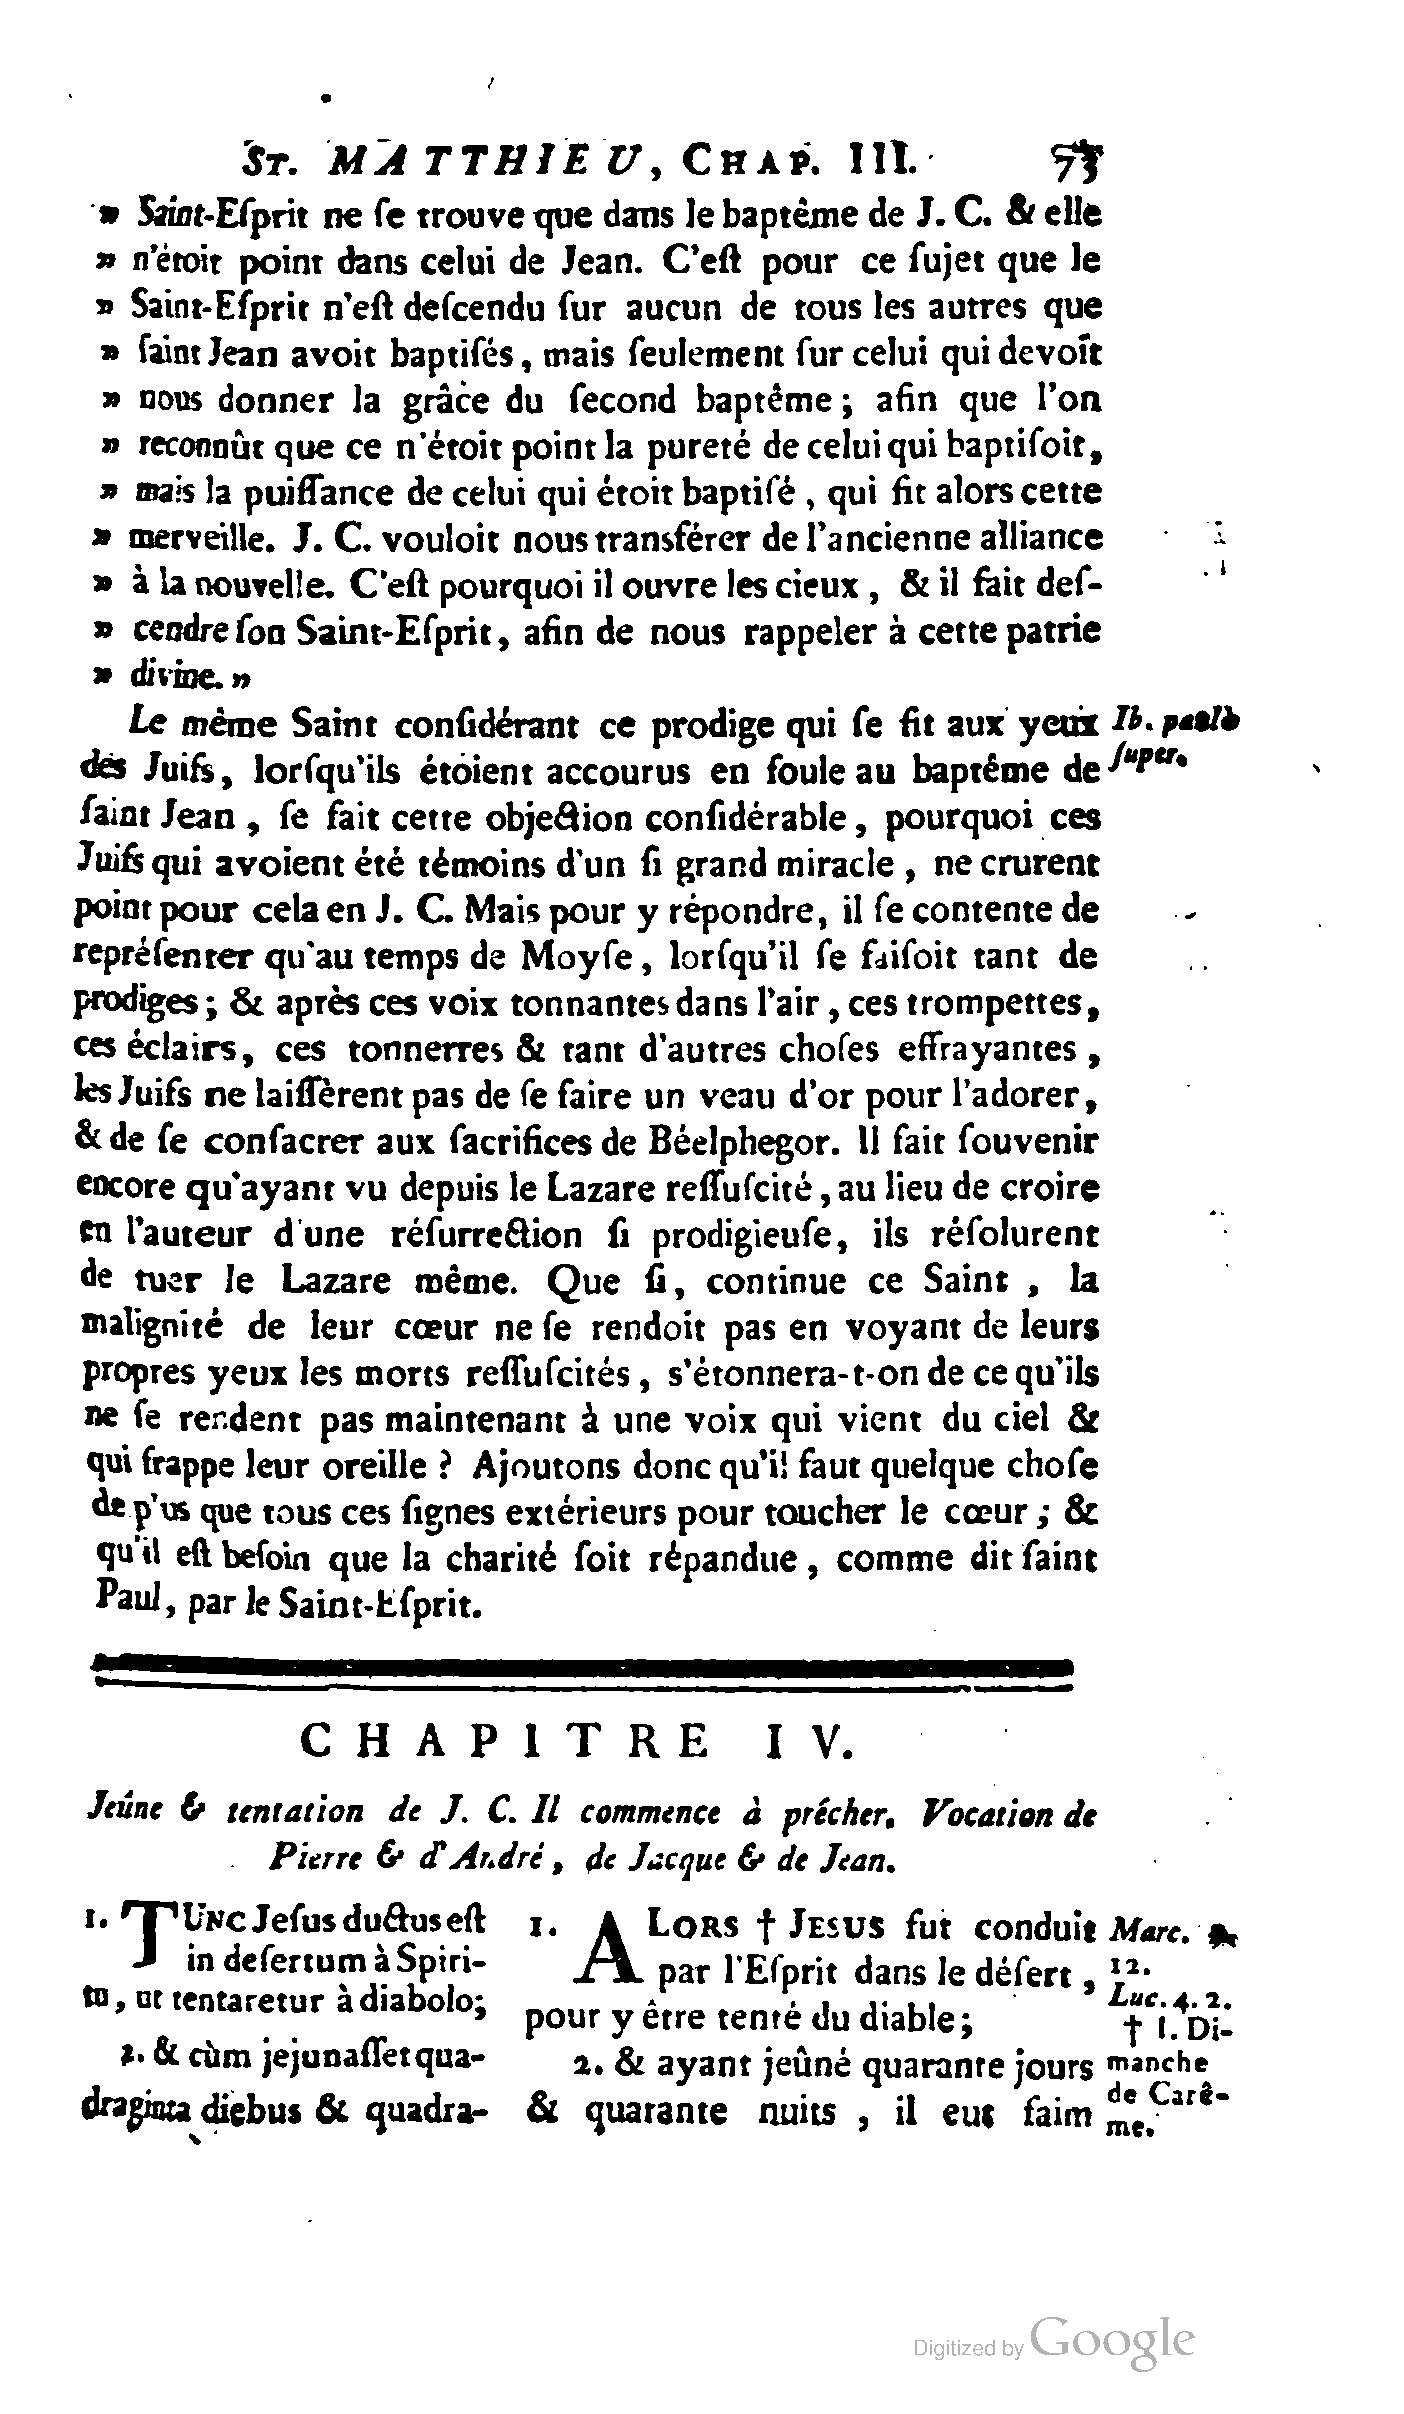 ST. MATTHIEU, CHAP. III. 73
» Saint-Eſprit ne ſe trouve que dans le baptême de J. C. & elle
» n'étoit point dans celui de Jean. C'eſt pour ce ſujet que le
» Saint-Eſprit n'eſt deſcendu ſur aucun de tous les autres que
» ſaint Jean avoit baptiſés, mais ſeulement ſur celui qui devoit
» nous donner la grâce du ſecond baptême; afin que l'on
» reconnût que ce n'étoit point la pureté de celui qui baptiſoit,
» mais la puiſſance de celui qui étoit baptiſé, qui fit alors cette
» merveille. J. C. vouloit nous transférer de l'ancienne alliance
» à la nouvelle. C'eſt pourquoi il ouvre les cieux, & il fait deſ-
» cendre ſon Saint-Eſprit, afin de nous rappeler à cette patrie
» divine. »
Le même Saint conſidérant ce prodige qui ſe fit aux yeux
Ib. paulò
ſuper.
des Juifs, lorſqu'ils étoient accourus en foule au baptême de
ſaint Jean, ſe fait cette objection conſidérable, pourquoi ces
Juifs qui avoient été témoins d'un ſi grand miracle, ne crurent
point pour cela en J. C. Mais pour y répondre, il ſe contente de
repréſenter qu'au temps de Moyſe, lorſqu'il ſe faiſoit tant de
prodiges; & après ces voix tonnantes dans l'air, ces trompettes,
ces éclairs, ces tonnerres & tant d'autres choſes effrayantes,
les Juifs ne laiſſèrent pas de ſe faire un veau d'or pour l'adorer,
& de ſe conſacrer aux ſacrifices de Béelphegor. Il fait ſouvenir
encore qu'ayant vu depuis le Lazare reſſuſcité, au lieu de croire
en l'auteur d'une réſurrection ſi prodigieuſe, ils réſolurent
de tuer le Lazare même. Que ſi, continue ce Saint, la
malignité de leur cœur ne ſe rendoit pas en voyant de leurs
propres yeux les morts reſſuſcités, s'étonnera-t-on de ce qu'ils
ne ſe rendent pas maintenant à une voix qui vient du ciel &
qui frappe leur oreille ? Ajoutons donc qu'il faut quelque choſe
de plus que tous ces ſignes extérieurs pour toucher le cœur; &
qu'il eſt beſoin que la charité ſoit répandue, comme dit ſaint
Paul, par le Saint-Eſprit.
CHAPITRE IV.
Jeûne & tentation de J. C. Il commence à prêcher. Vocation de
Pierre & d'André, de Jacque & de Jean.
1. TUNC Jeſus ductus eſt
in deſertum à Spiri-
tu, ut tentaretur à diabolo;
2. & cùm jejunaſſet qua-
draginta diebus & quadra-
1. ALORS † JESUS fut conduit
par l'Eſprit dans le déſert,
pour y être tenté du diable;
2. & ayant jeûné quarante jours
& quarante nuits, il eut faim
Marc.
12.
Luc. 4. 2.
† I. Di-
manche
de Carê-
me.
Digitized by Google